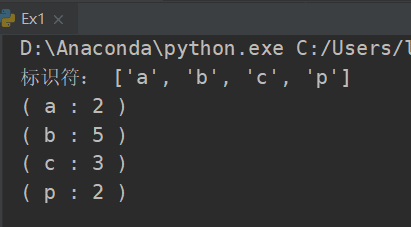 Ex1 ×
D:\Anaconda\python.exe C:/Users/
标识符: ['a', 'b', 'c', 'p']
( a : 2 )
( b : 5 )
( c : 3 )
( p : 2 )